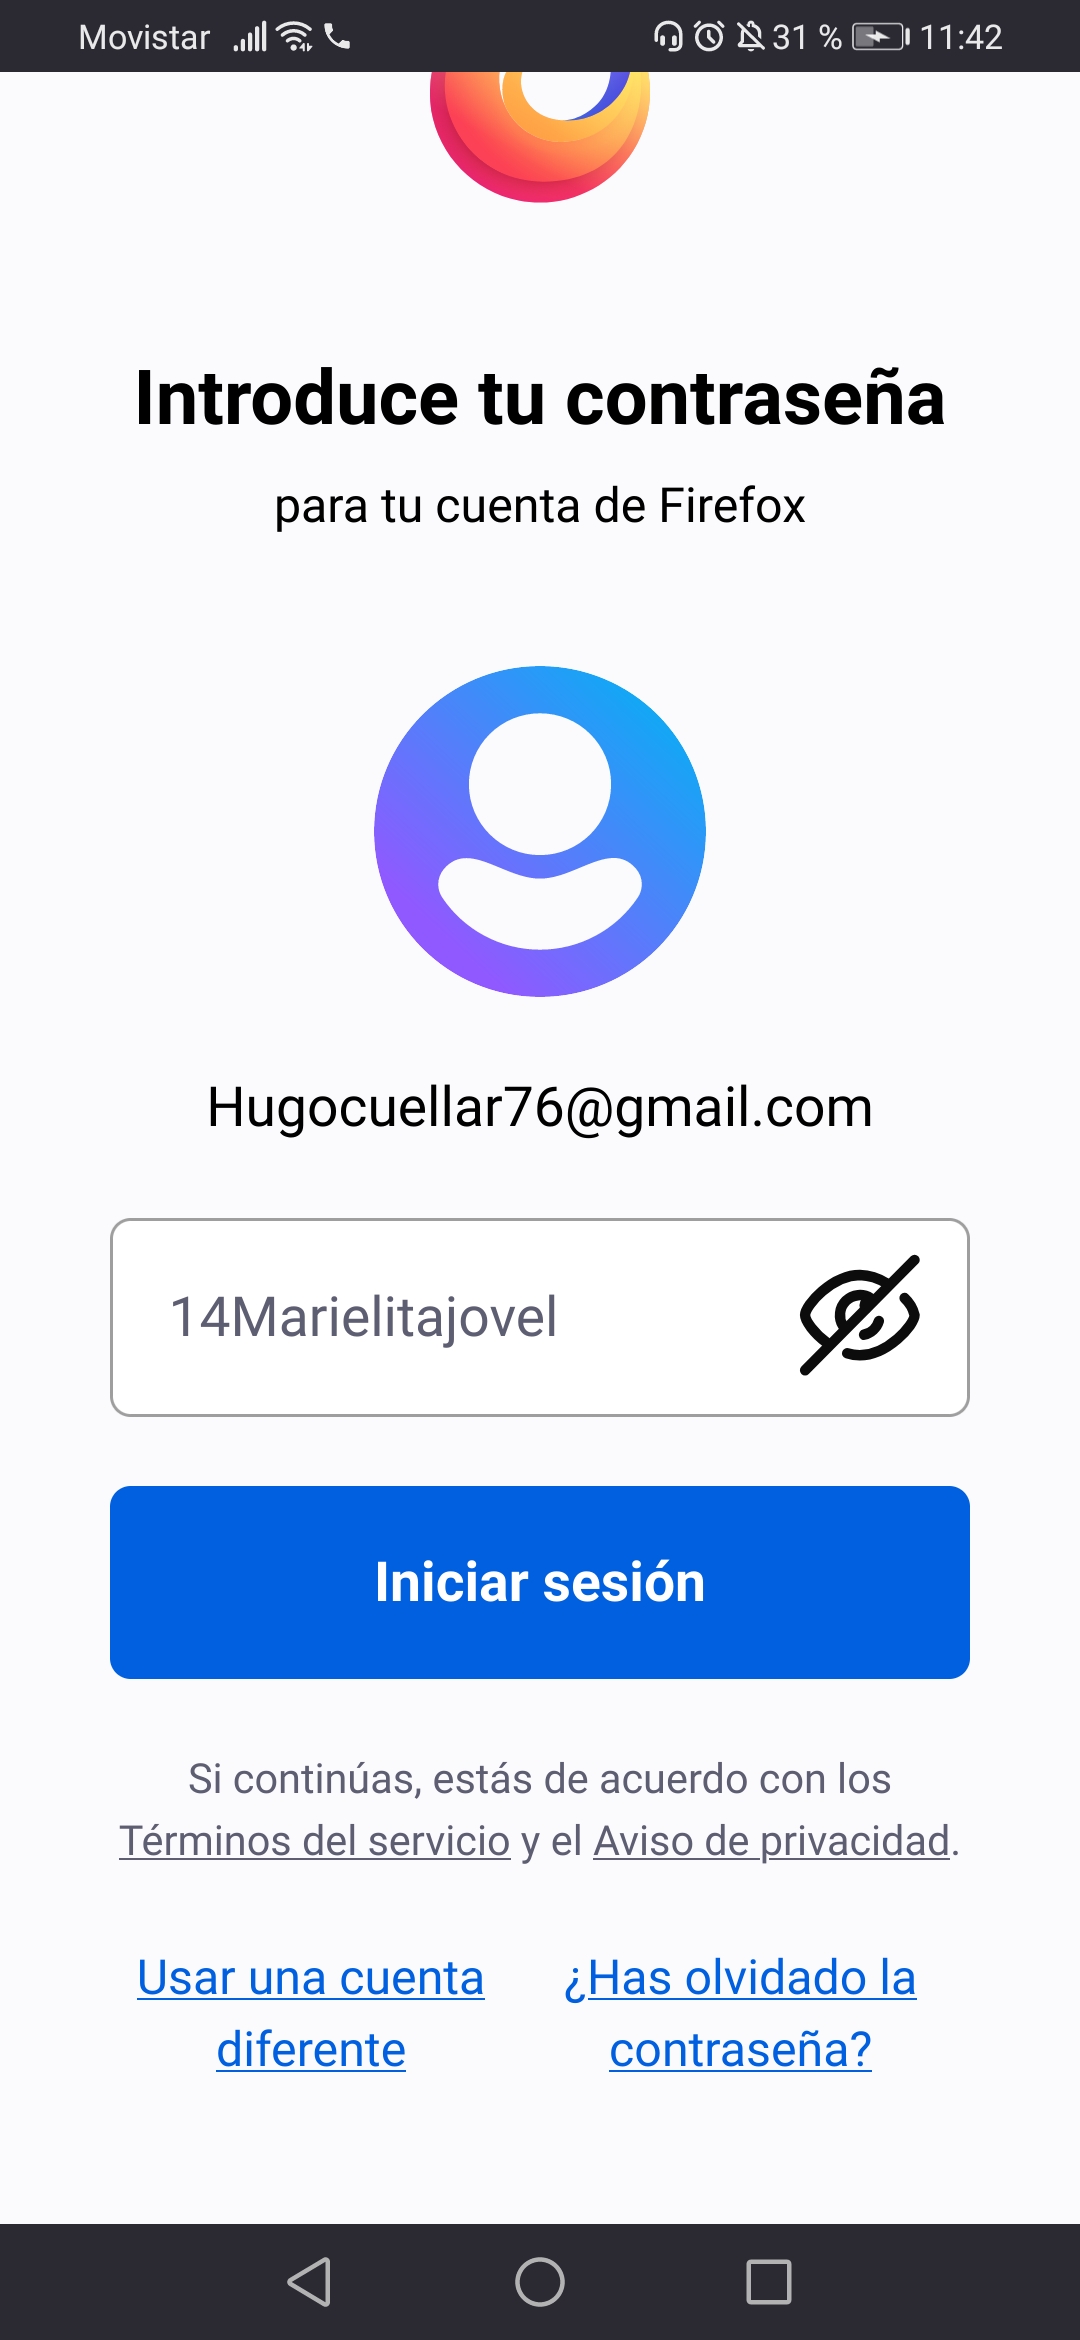 Movistar 31 % 11:42
Introduce tu contraseña
para tu cuenta de Firefox
Hugocuellar76@gmail.com
14Marielitajovel
Iniciar sesión
Si continúas, estás de acuerdo con los
Términos del servicio y el Aviso de privacidad.
Usar una cuenta
diferente
¿Has olvidado la
contraseña?